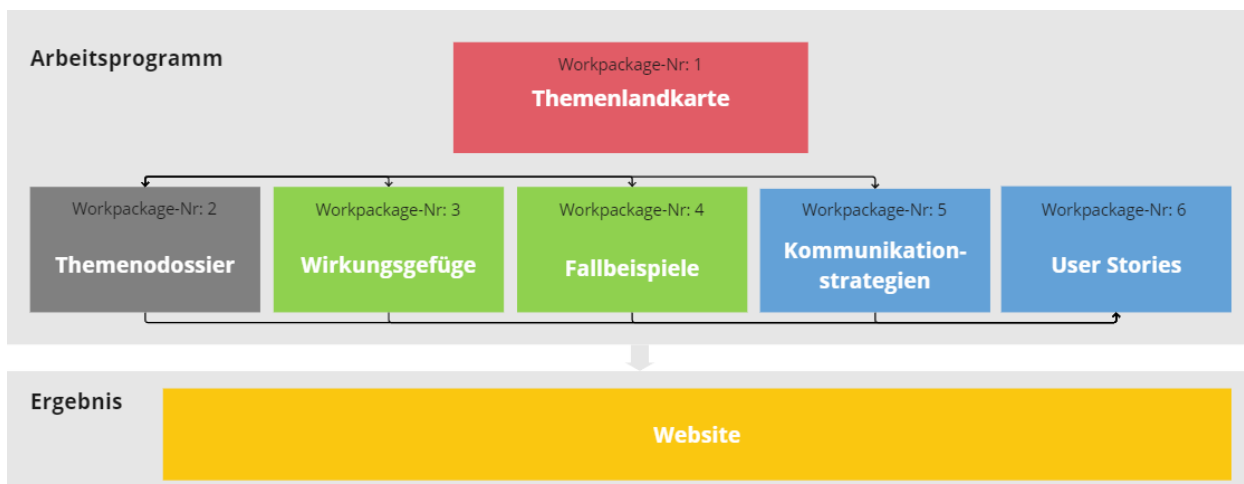 Arbeitsprogramm
Workpackage-Nr: 1
Themenlandkarte
Workpackage-Nr: 2
Themenodossier
Workpackage-Nr: 3
Wirkungsgefüge
Workpackage-Nr: 4
Fallbeispiele
Workpackage-Nr: 5
Kommunikation-
strategien
Workpackage-Nr: 6
User Stories
Ergebnis
Website